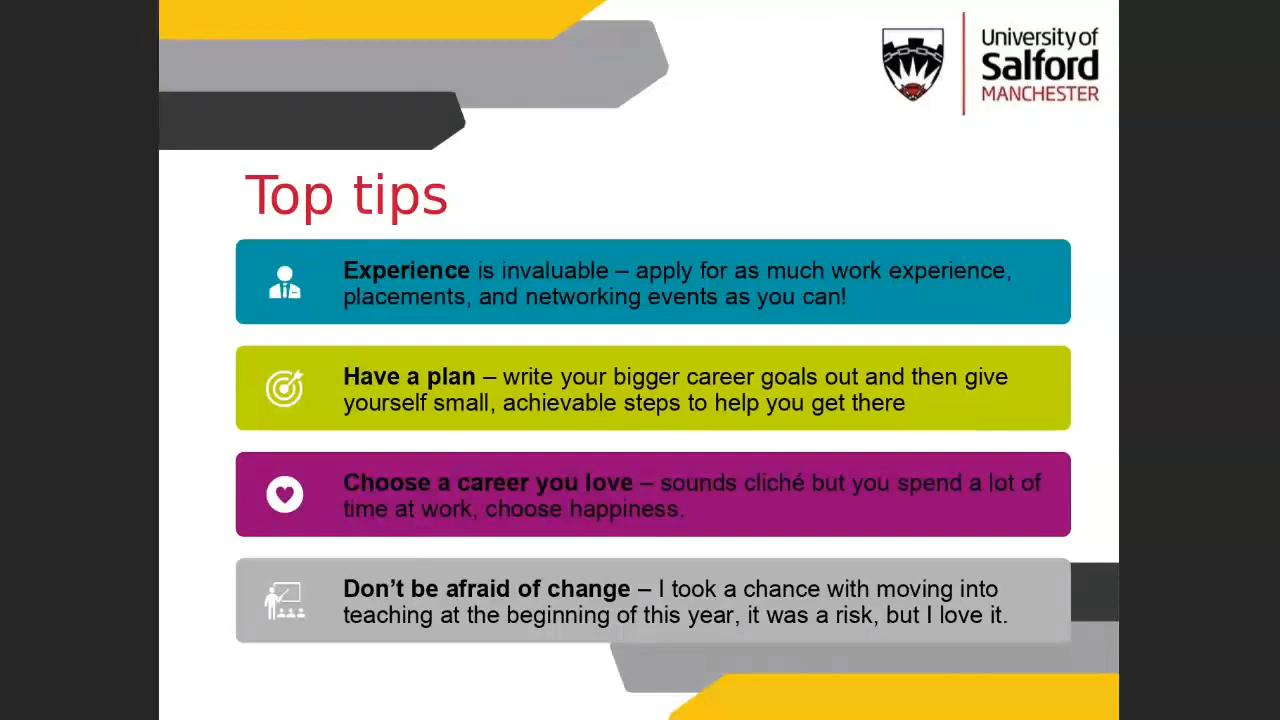 University of
Salford
MANCHESTER
Top tips
Experience is invaluable – apply for as much work experience,
placements, and networking events as you can!
Have a plan – write your bigger career goals out and then give
yourself small, achievable steps to help you get there
Choose a career you love – sounds cliché but you spend a lot of
time at work, choose happiness.
Don’t be afraid of change – I took a chance with moving into
teaching at the beginning of this year, it was a risk, but I love it.